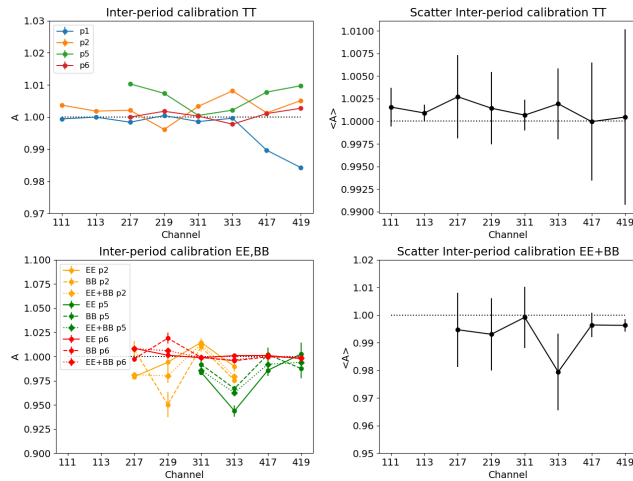 Inter-period calibration TT
1.03
1.02
1.01
1.00
0.99
0.98
0.97
A
p1
p2
p5
p6
111 113 217 219 311 313 417 419
Channel
Scatter Inter-period calibration TT
1.0100
1.0075
1.0050
1.0025
1.0000
0.9975
0.9950
0.9925
0.9900
<A>
111 113 217 219 311 313 417 419
Channel
Inter-period calibration EE,BB
1.100
1.075
1.050
1.025
1.000
0.975
0.950
0.925
0.900
A
EE p2
BB p2
EE+BB p2
EE p5
BB p5
EE+BB p5
EE p6
BB p6
EE+BB p6
111 113 217 219 311 313 417 419
Channel
Scatter Inter-period calibration EE+BB
1.02
1.01
1.00
0.99
0.98
0.97
0.96
0.95
<A>
111 113 217 219 311 313 417 419
Channel